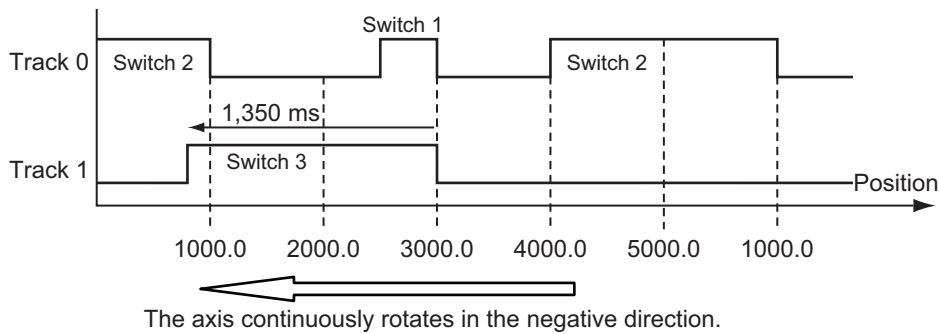 Switch 1
Track 0
Switch 2
Switch 2
1,350 ms
Switch 3
Track 1
Position
1000.0 2000.0 3000.0 4000.0 5000.0 1000.0
The axis continuously rotates in the negative direction.